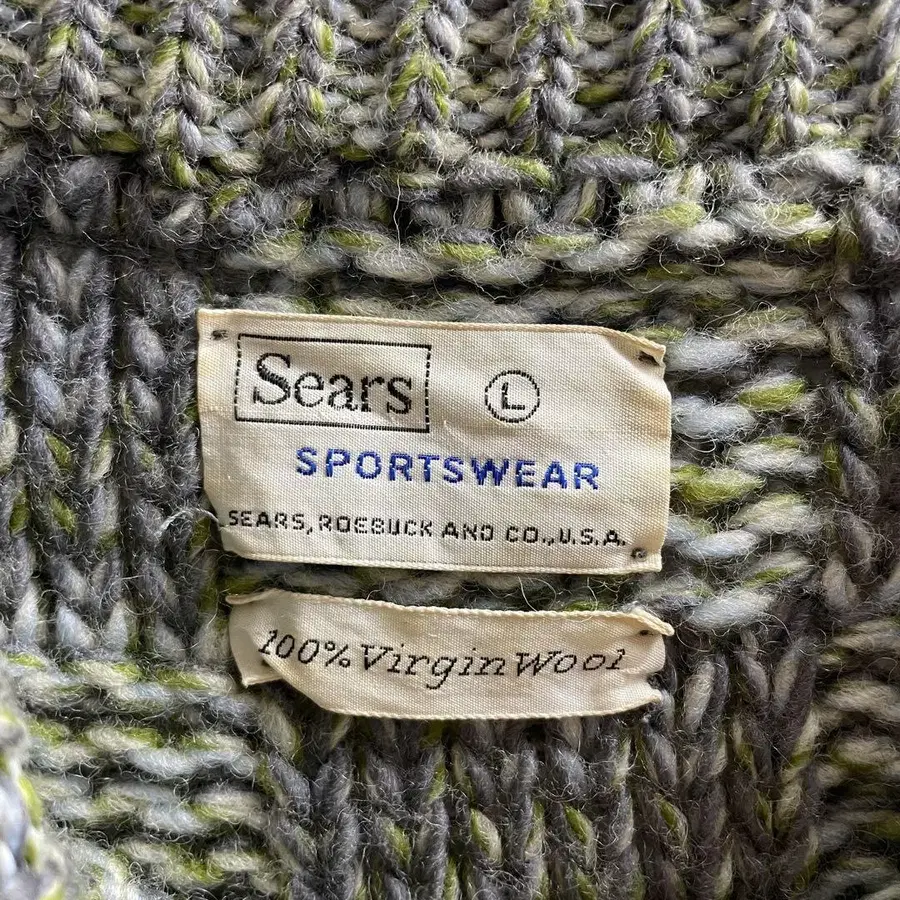 Sears L
SPORTSWEAR
SEARS, ROEBUCK AND CO., U.S.A.
100% Virgin Wool